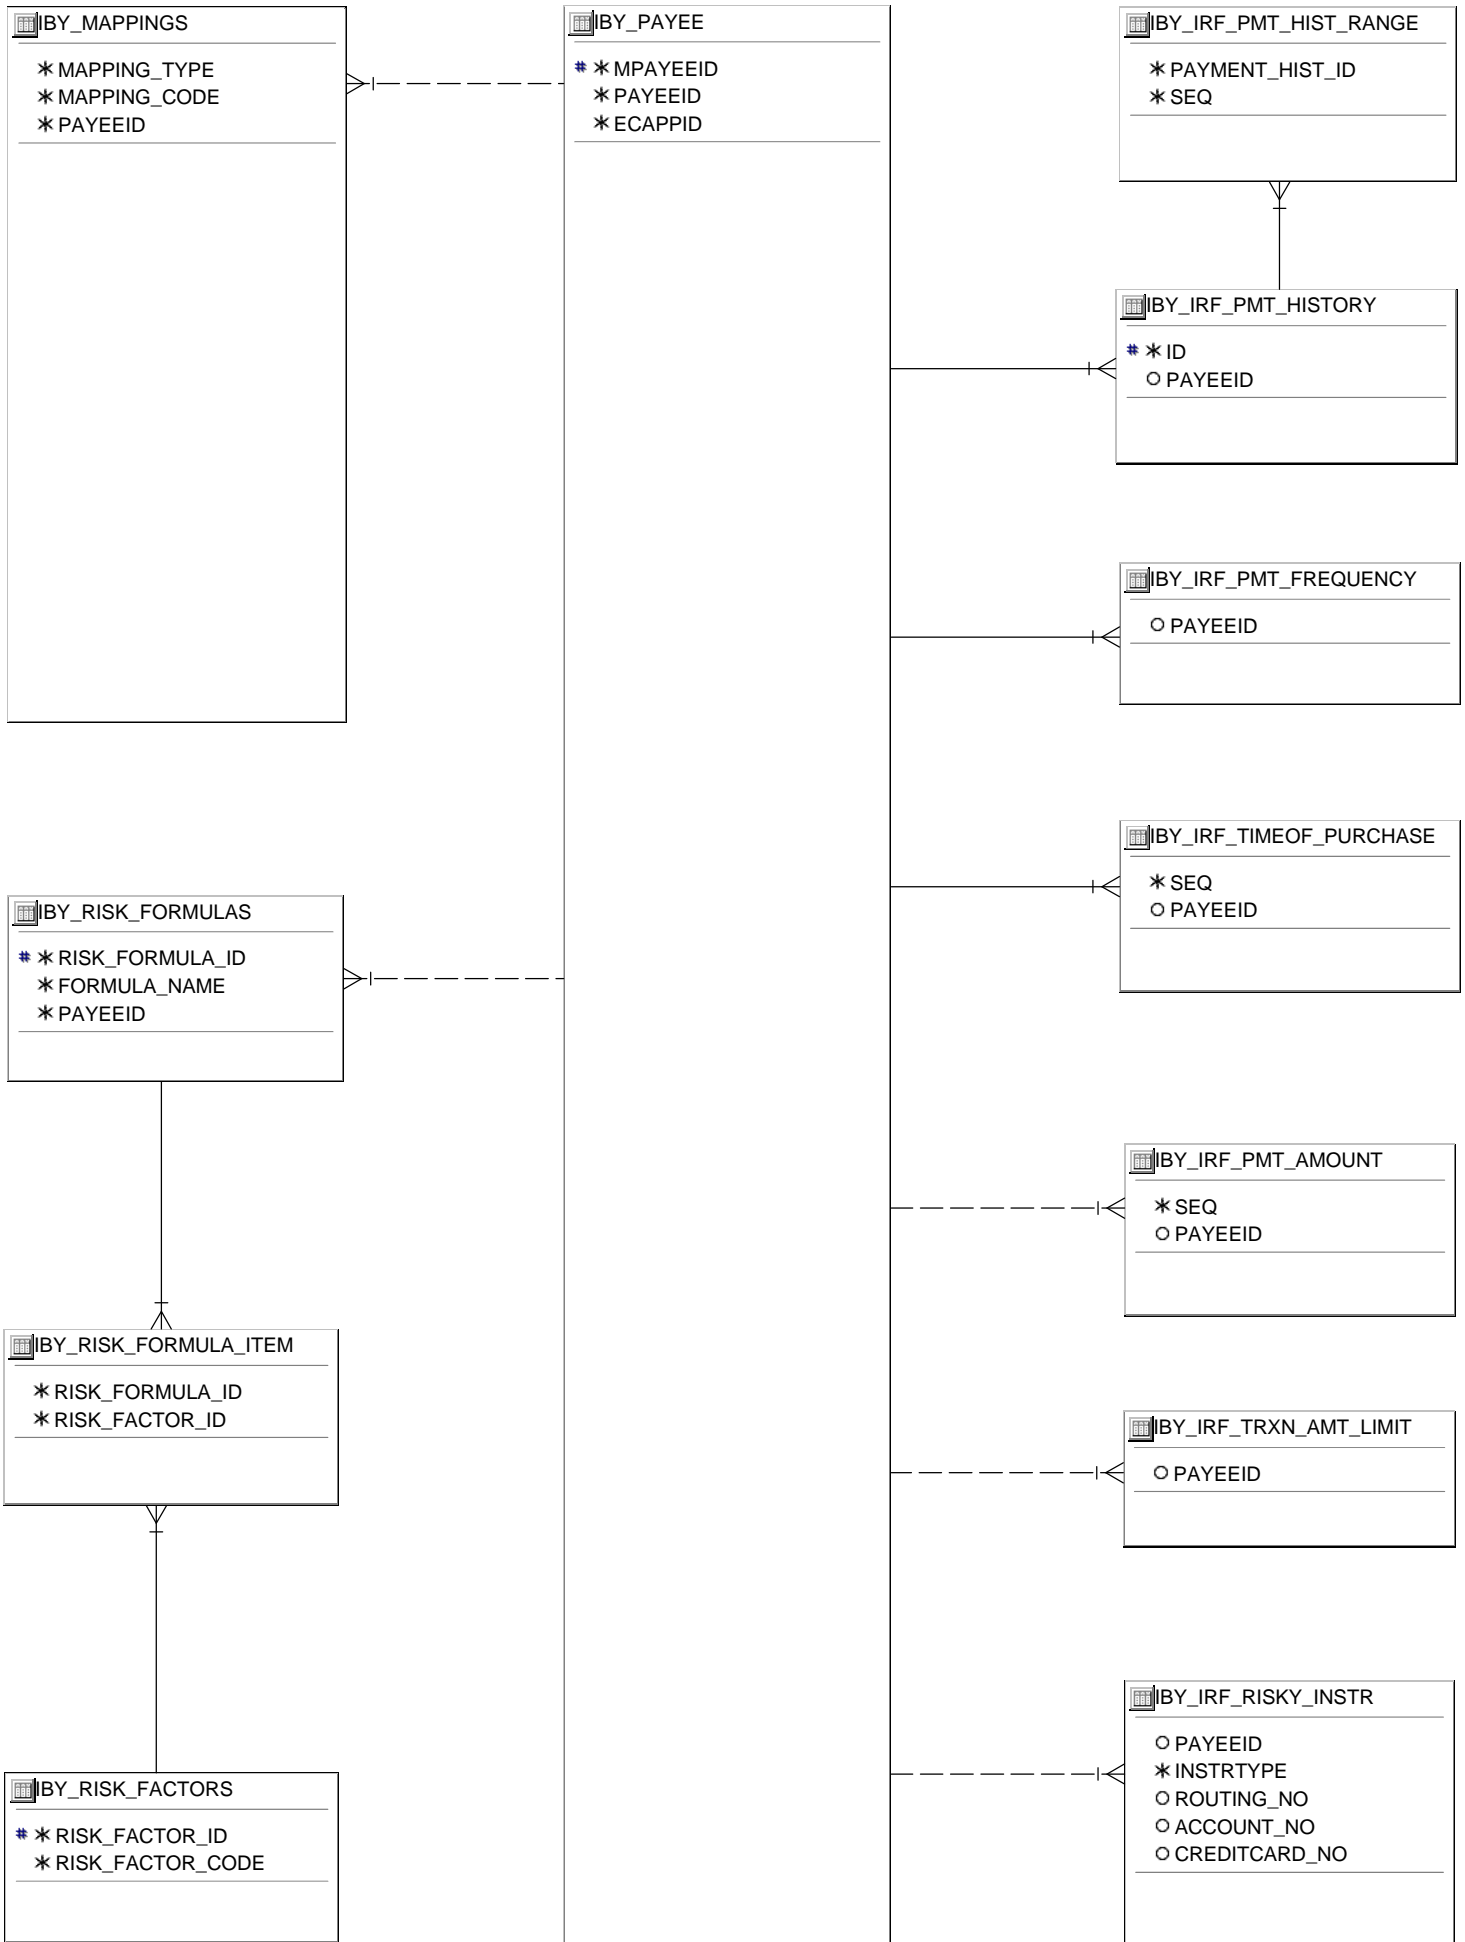 IBY_MAPPINGS
MAPPING_TYPE
MAPPING_CODE
PAYEEID
IBY_PAYEE
# * MPAYEEID
* PAYEEID
* ECAPPID
IBY_IRF_PMT_HIST_RANGE
* PAYMENT_HIST_ID
* SEQ
IBY_IRF_PMT_HISTORY
# * ID
PAYEEID
IBY_IRF_PMT_FREQUENCY
PAYEEID
IBY_IRF_TIMEOF_PURCHASE
* SEQ
PAYEEID
IBY_RISK_FORMULAS
# * RISK_FORMULA_ID
* FORMULA_NAME
* PAYEEID
IBY_IRF_PMT_AMOUNT
* SEQ
PAYEEID
IBY_RISK_FORMULA_ITEM
* RISK_FORMULA_ID
* RISK_FACTOR_ID
IBY_IRF_TRXN_AMT_LIMIT
PAYEEID
IBY_IRF_RISKY_INSTR
PAYEEID
* INSTRTYPE
ROUTING_NO
ACCOUNT_NO
CREDITCARD_NO
IBY_RISK_FACTORS
# * RISK_FACTOR_ID
* RISK_FACTOR_CODE